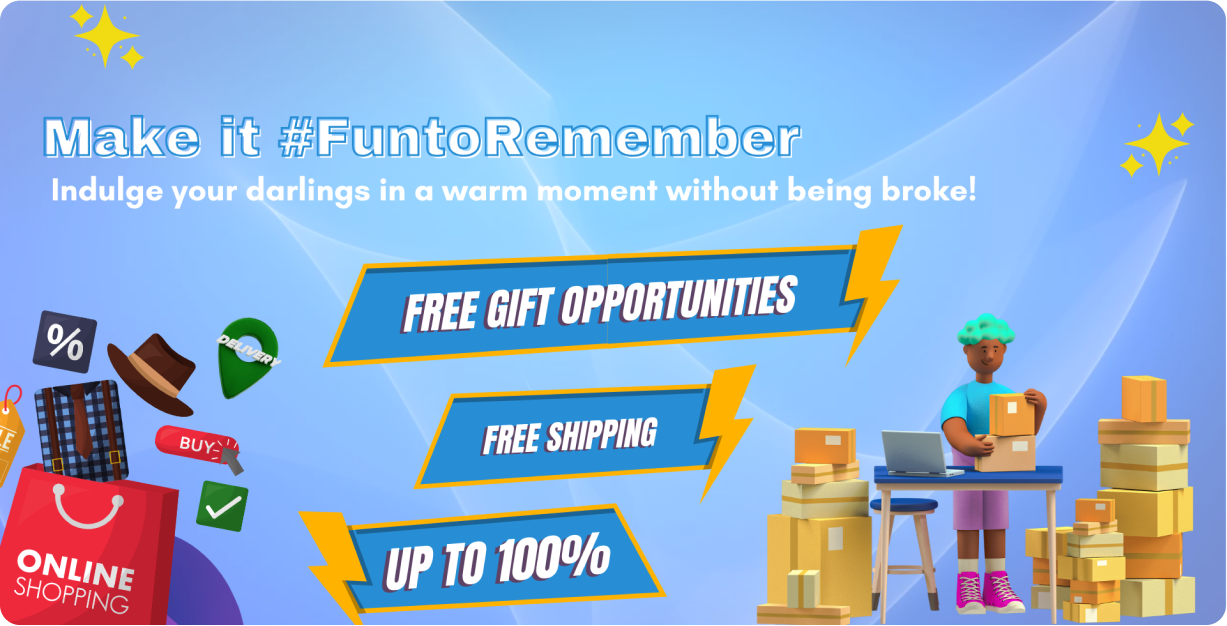 Make it #FuntoRemember
Indulge your darlings in a warm moment without being broke!
FREE GIFT OPPORTUNITIES
FREE SHIPPING
UP TO 100%
%
DELIVERY
BUY
ONLINE
SHOPPING